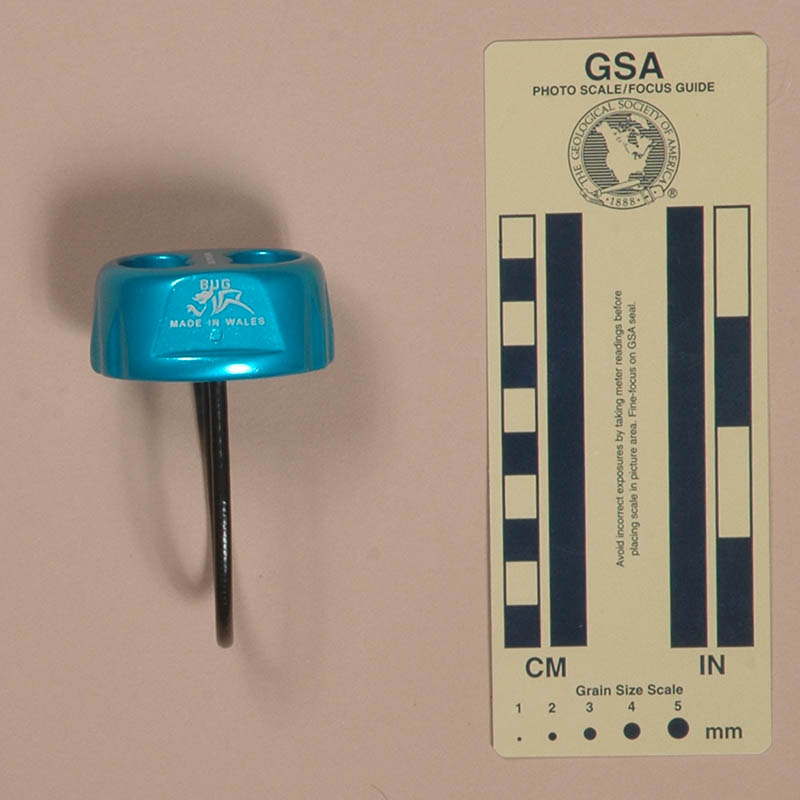 BUG
MADE IN WALES
GSA
PHOTO SCALE/FOCUS GUIDE
THE GEOLOGICAL SOCIETY OF AMERICA
·1888·
®
Avoid incorrect exposures by taking meter readings before
placing scale in picture area. Fine-focus on GSA seal.
CM
IN
Grain Size Scale
1 2 3 4 5
mm